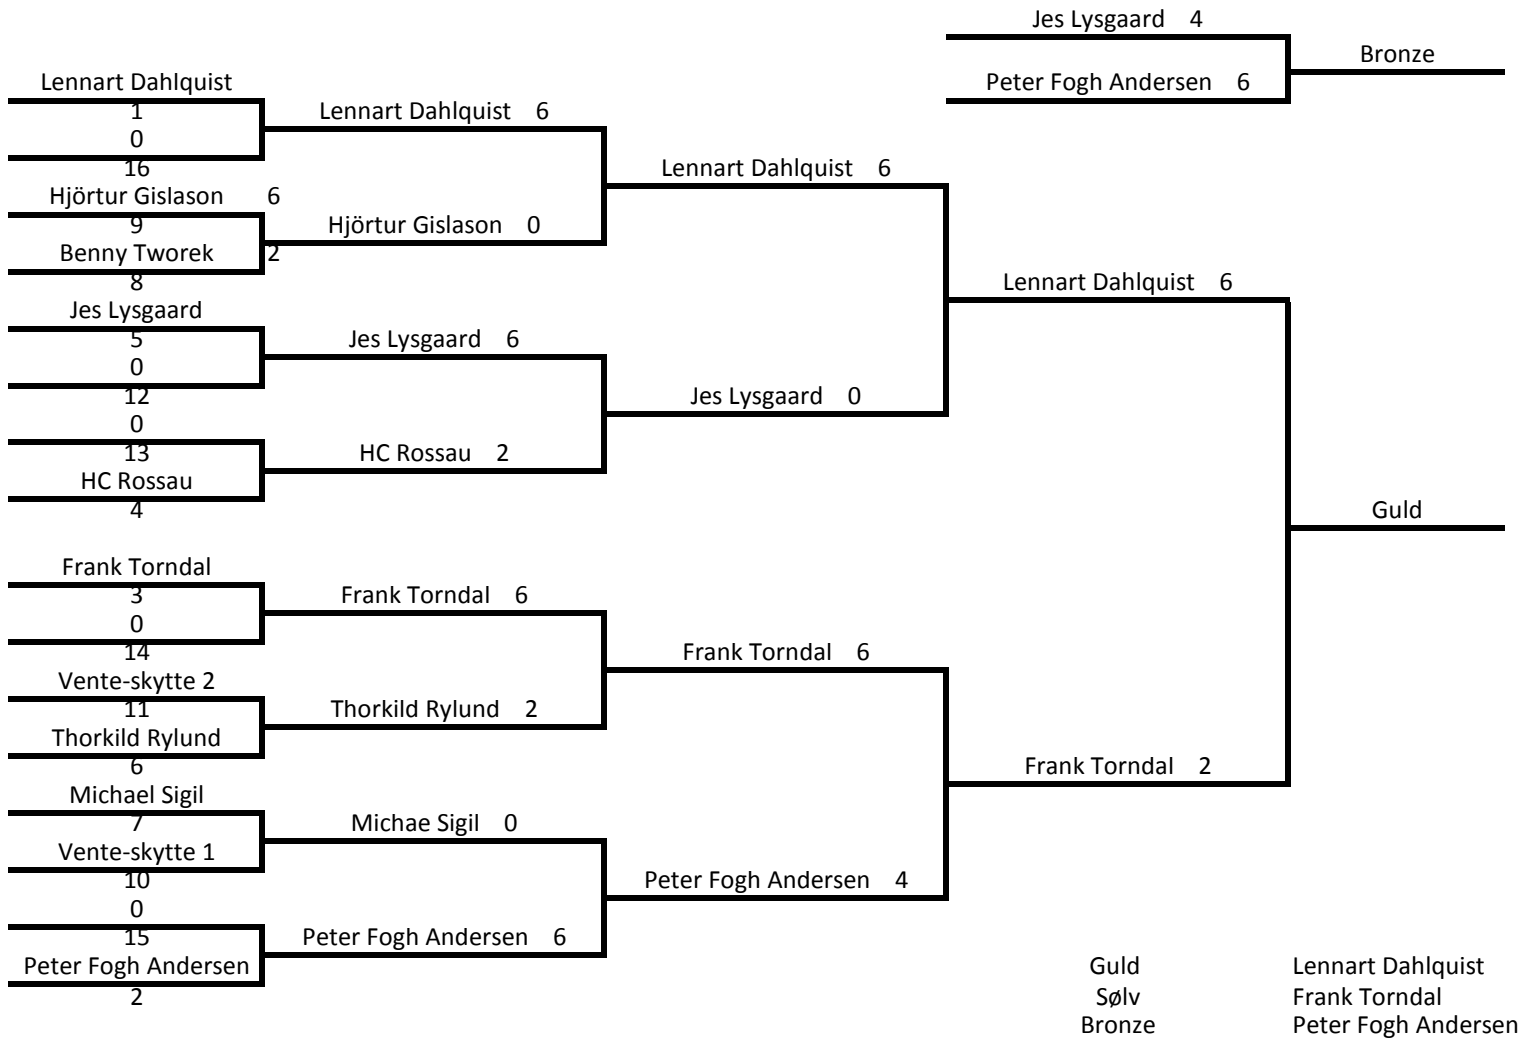 Jes Lysgaard 4
Bronze
Peter Fogh Andersen 6
Lennart Dahlquist
1
0
16
Hjörtur Gislason 6
9
Benny Tworek 2
8
Jes Lysgaard
5
0
12
0
13
HC Rossau
4
Frank Torndal
3
0
14
Vente-skytte 2
11
Thorkild Rylund
6
Michael Sigil
7
Vente-skytte 1
10
0
15
Peter Fogh Andersen
2
Lennart Dahlquist 6
Hjörtur Gislason 0
Jes Lysgaard 6
HC Rossau 2
Frank Torndal 6
Thorkild Rylund 2
Michae Sigil 0
Peter Fogh Andersen 6
Lennart Dahlquist 6
Jes Lysgaard 0
Frank Torndal 6
Peter Fogh Andersen 4
Lennart Dahlquist 6
Frank Torndal 2
Guld
Guld Lennart Dahlquist
Sølv Frank Torndal
Bronze Peter Fogh Andersen